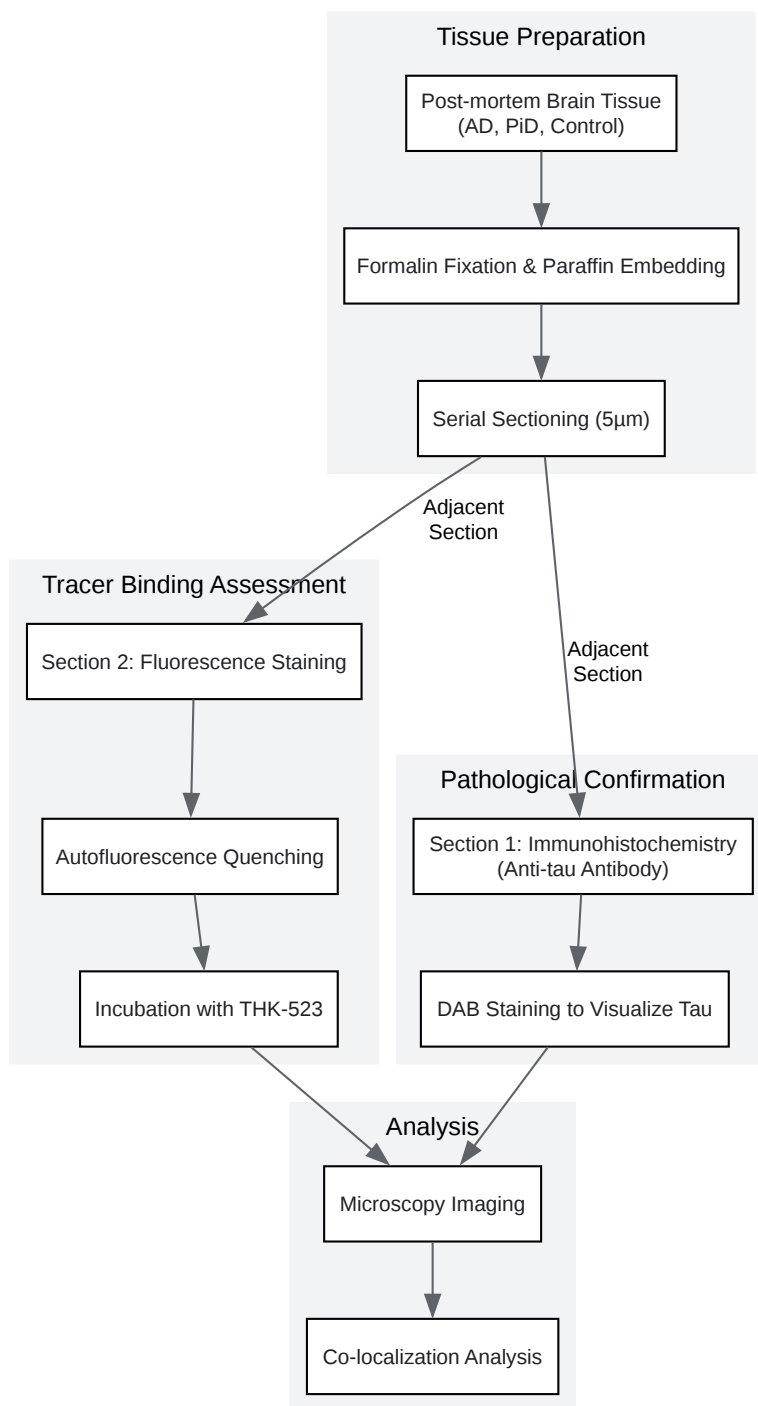 Tissue Preparation
Post-mortem Brain Tissue
(AD, PiD, Control)
Formalin Fixation & Paraffin Embedding
Serial Sectioning (5µm)
Adjacent
Section
Tracer Binding Assessment
Section 2: Fluorescence Staining
Autofluorescence Quenching
Incubation with THK-523
Adjacent
Section
Pathological Confirmation
Section 1: Immunohistochemistry
(Anti-tau Antibody)
DAB Staining to Visualize Tau
Analysis
Microscopy Imaging
Co-localization Analysis